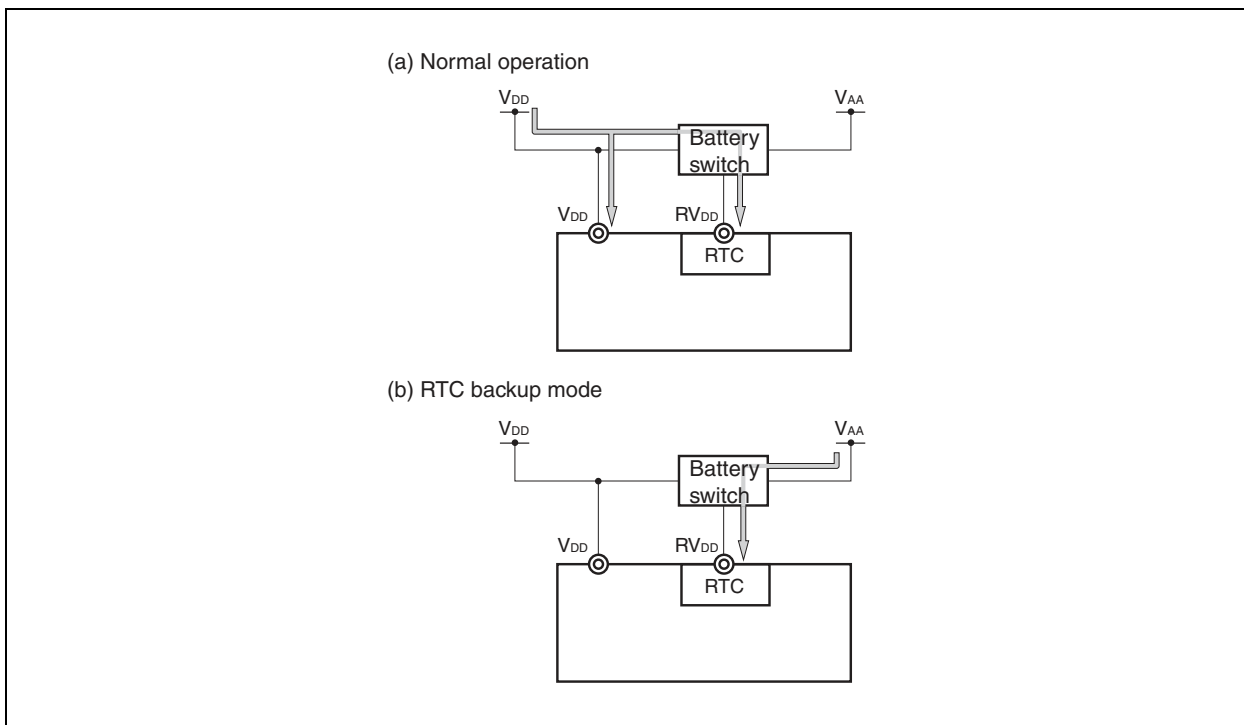 (a) Normal operation
VDD
VAA
Battery
switch
VDD
RVDD
RTC
(b) RTC backup mode
VDD
VAA
Battery
switch
VDD
RVDD
RTC